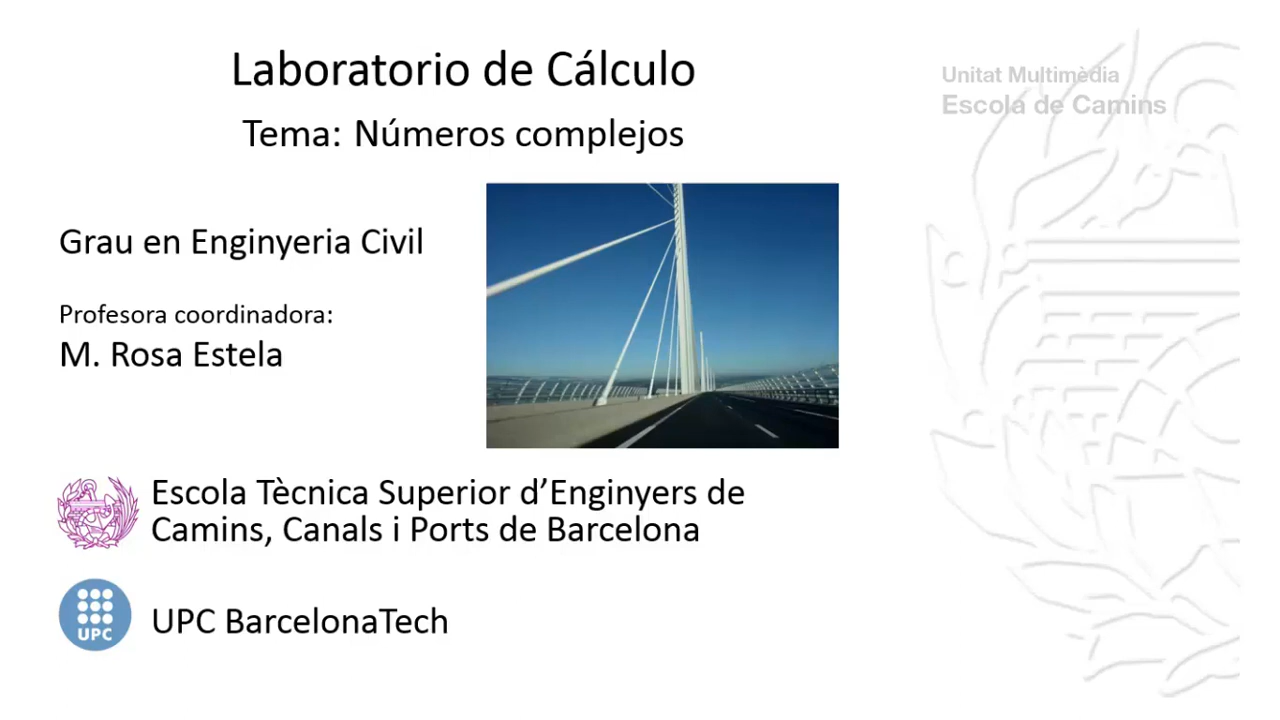 Laboratorio de Cálculo
Tema: Números complejos
Unitat Multimèdia
Escola de Camins
Grau en Enginyeria Civil
Profesora coordinadora:
M. Rosa Estela
Escola Tècnica Superior d’Enginyers de
Camins, Canals i Ports de Barcelona
UPC
UPC BarcelonaTech